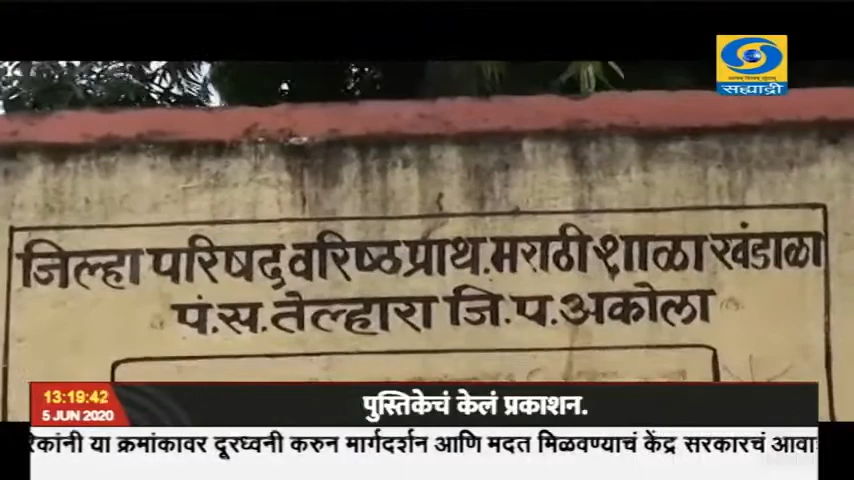 सह्याद्री
जिल्हा परिषद वरिष्ठ प्राथ. मराठी शाळा खंडाळा
पं.स. तेल्हारा जि.प. अकोला
13:19:42
5 JUN 2020
पुस्तिकेचं केलं प्रकाशन.
रिकांनी या क्रमांकावर दूरध्वनी करुन मार्गदर्शन आणि मदत मिळवण्याचं केंद्र सरकारचं आवा